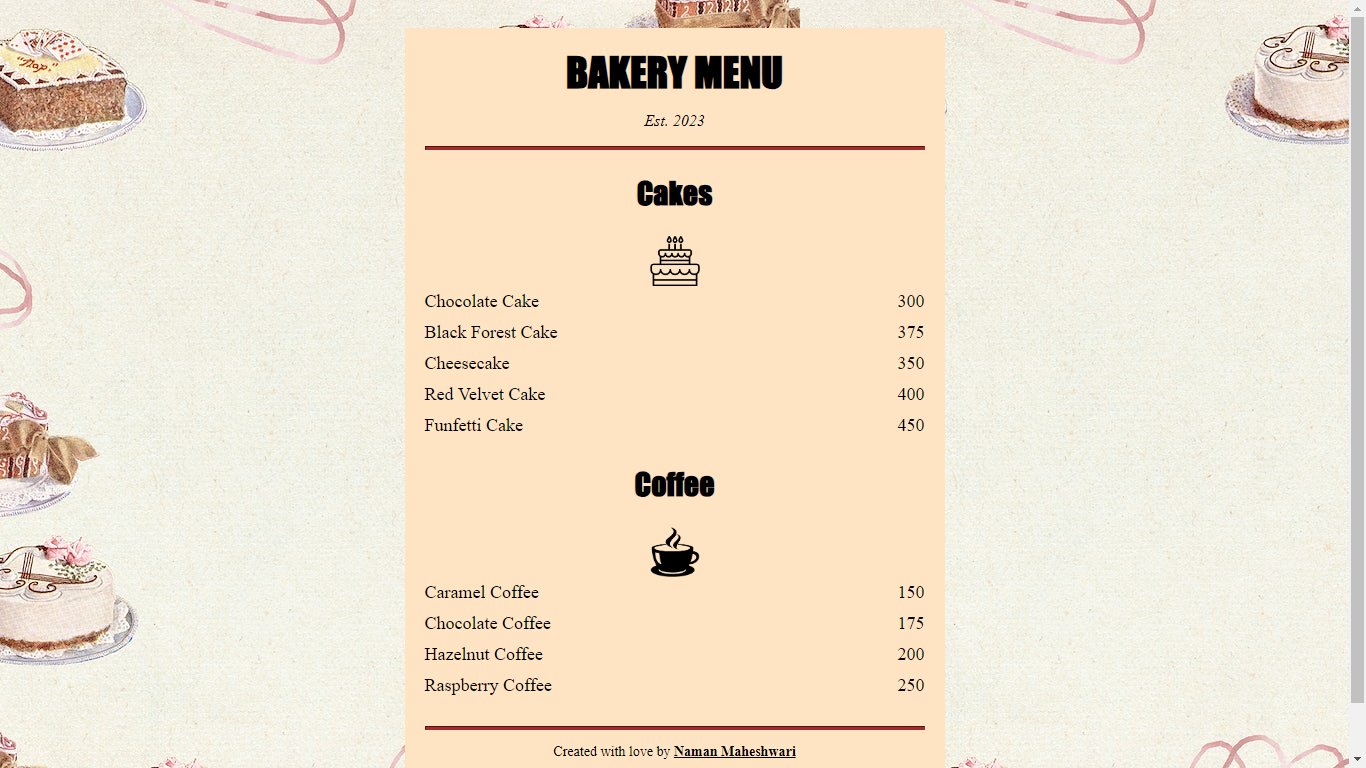 BAKERY MENU
Est. 2023
Cakes
Chocolate Cake 300
Black Forest Cake 375
Cheesecake 350
Red Velvet Cake 400
Funfetti Cake 450
Coffee
Caramel Coffee 150
Chocolate Coffee 175
Hazelnut Coffee 200
Raspberry Coffee 250
Created with love by Naman Maheshwari